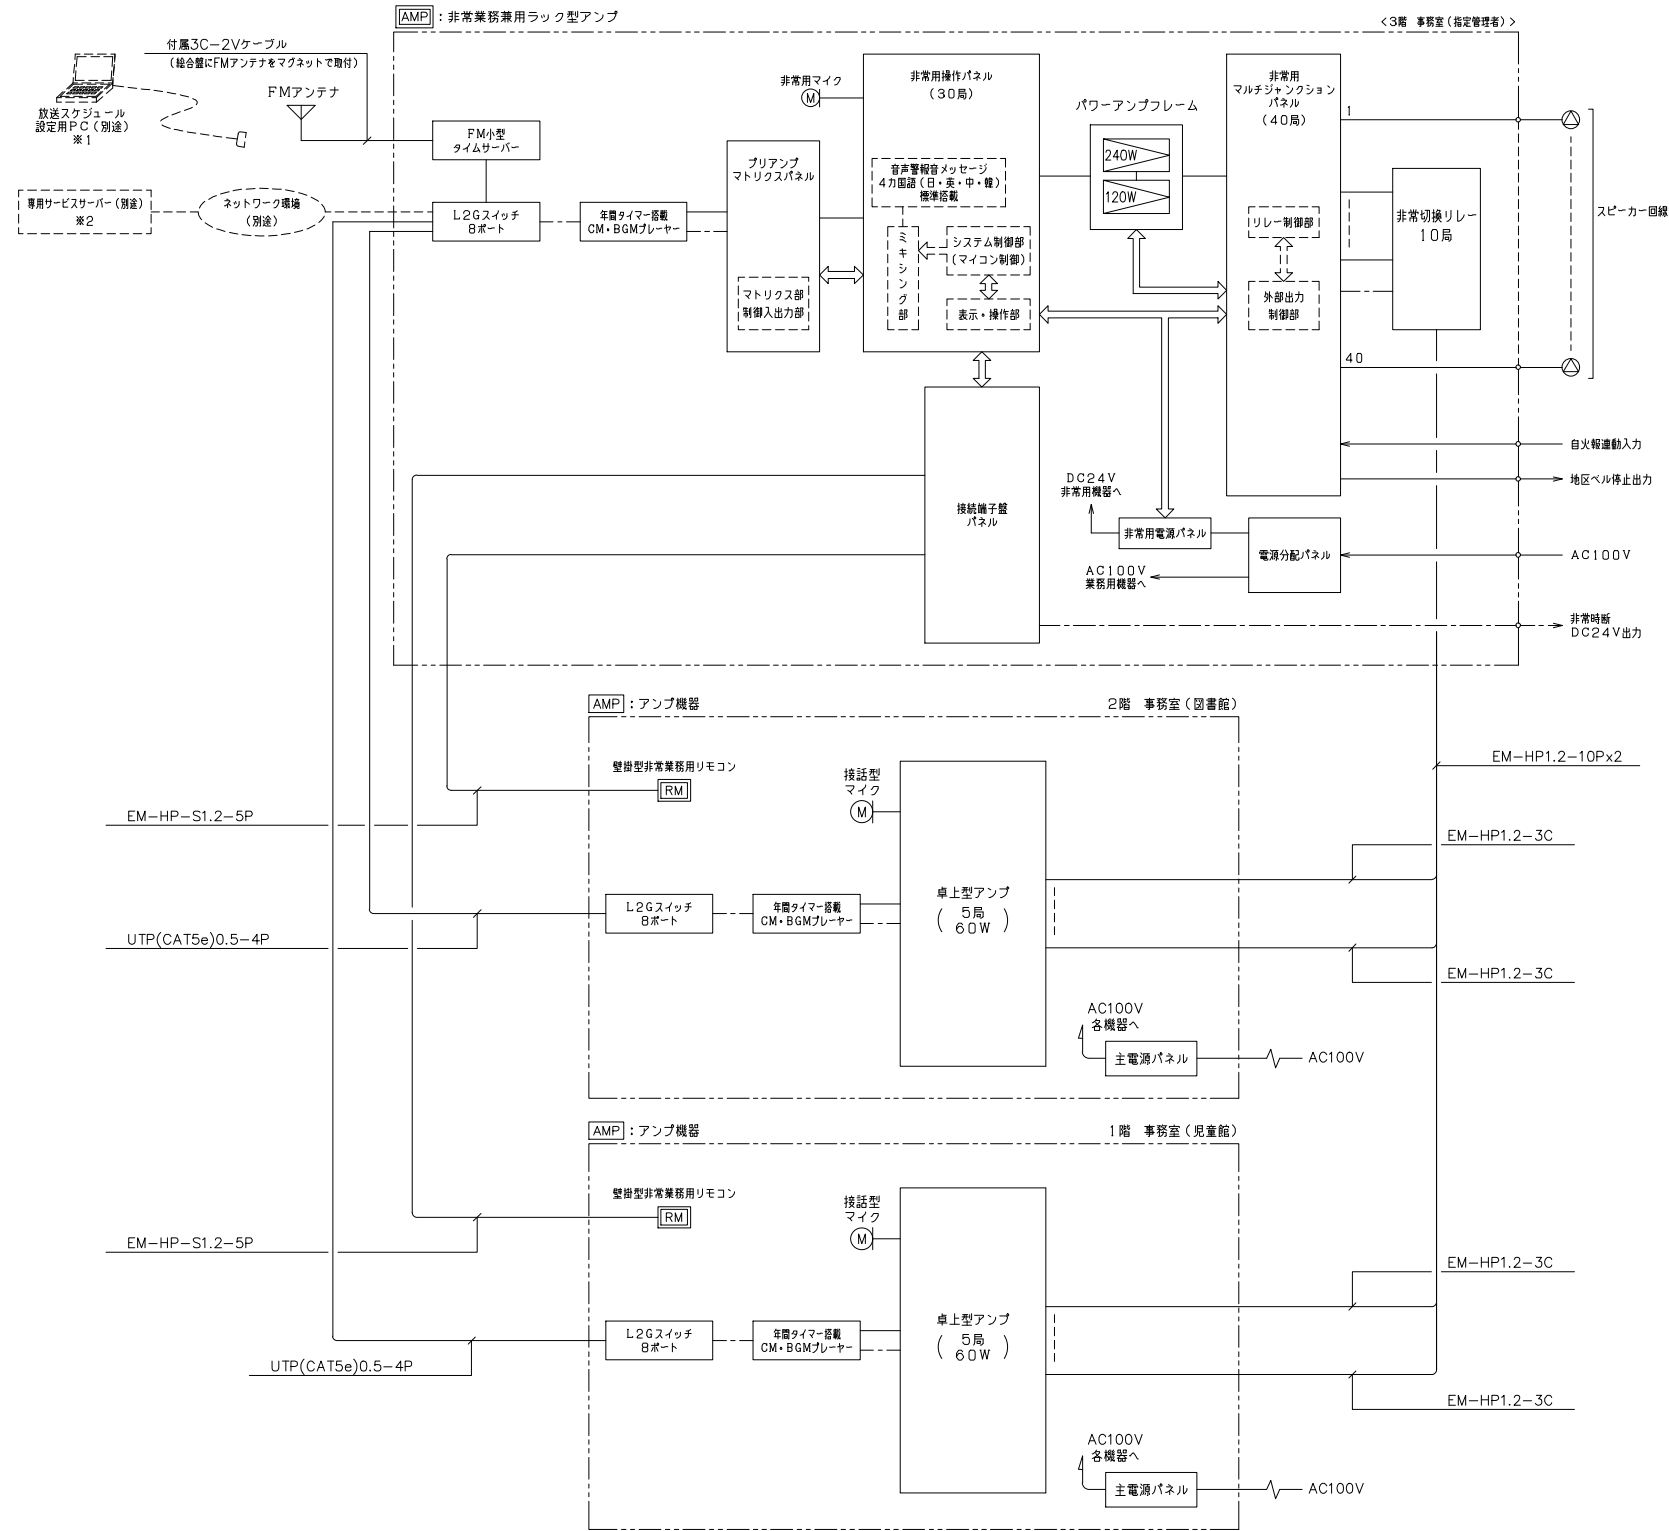 AMP：非常業務兼用ラック型アンプ
＜3階　事務室（指定管理者）＞
付属3C−2Vケーブル
（総合盤にFMアンテナをマグネットで取付）
FMアンテナ
放送スケジュール
設定用PC（別途）
※1
FM小型
タイムサーバー
専用サービスサーバー（別途）
※2
ネットワーク環境
（別途）
L2Gスイッチ
8ポート
年間タイマー搭載
CM・BGMプレーヤー
プリアンプ
マトリクスパネル
マトリクス部
制御入出力部
非常用マイク
M
非常用操作パネル
（30局）
音声警報音メッセージ
4カ国語（日・英・中・韓）
標準搭載
ミキシング部
システム制御部
（マイコン制御）
表示・操作部
パワーアンプフレーム
240W
120W
非常用
マルチジャンクション
パネル
（40局）
リレー制御部
外部出力
制御部
1
40
非常切換リレー
10局
スピーカー回線
自火報連動入力
地区ベル停止出力
接続端子盤
パネル
DC24V
非常用機器へ
非常用電源パネル
電源分配パネル
AC100V
AC100V
業務用機器へ
非常時断
DC24V出力
AMP：アンプ機器
2階　事務室（図書館）
EM−HP1.2−10Px2
壁掛型非常業務用リモコン
RM
接話型
マイク
M
EM−HP−S1.2−5P
EM−HP1.2−3C
L2Gスイッチ
8ポート
年間タイマー搭載
CM・BGMプレーヤー
卓上型アンプ
（5局
60W）
UTP(CAT5e)0.5−4P
EM−HP1.2−3C
AC100V
各機器へ
主電源パネル
AC100V
AMP：アンプ機器
1階　事務室（児童館）
壁掛型非常業務用リモコン
RM
接話型
マイク
M
EM−HP−S1.2−5P
EM−HP1.2−3C
L2Gスイッチ
8ポート
年間タイマー搭載
CM・BGMプレーヤー
卓上型アンプ
（5局
60W）
UTP(CAT5e)0.5−4P
EM−HP1.2−3C
AC100V
各機器へ
主電源パネル
AC100V